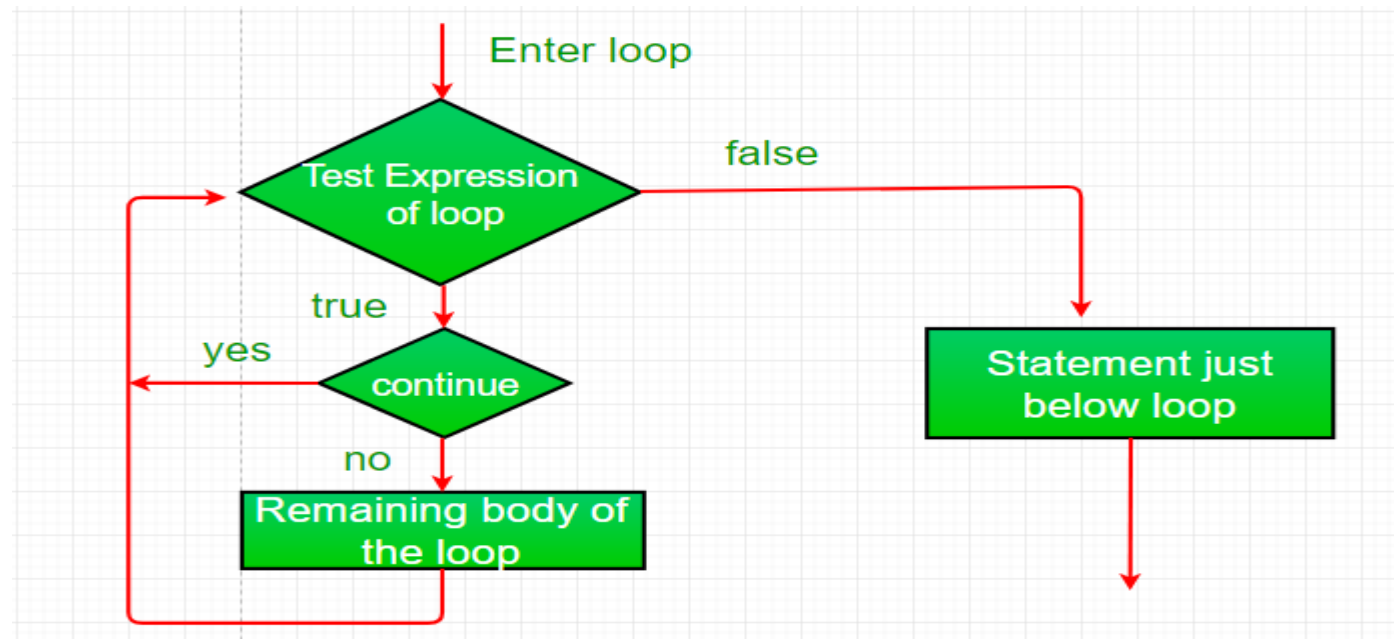 Enter loop
Test Expression
of loop
false
true
yes
continue
Statement just
below loop
no
Remaining body of
the loop